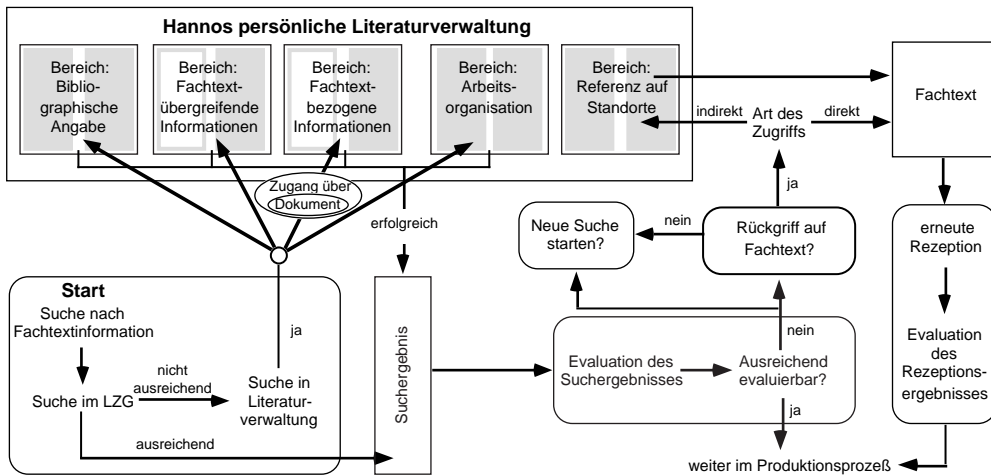 Hannos persönliche Literaturverwaltung
Bereich:
Biblio-
graphische
Angabe
Bereich:
Fachtext-
übergreifende
Informationen
Bereich:
Fachtext-
bezogene
Informationen
Bereich:
Arbeits-
organisation
Bereich:
Referenz auf
Standorte
Fachtext
indirekt
Art des
Zugriffs
direkt
Zugang über
Dokument
erfolgreich
ja
Neue Suche
starten?
nein
Rückgriff auf
Fachtext?
erneute
Rezeption
Evaluation
des
Rezeptions-
ergebnisses
Start
Suche nach
Fachtextinformation
ja
Suche im LZG
nicht
ausreichend
Suche in
Literatur-
verwaltung
ausreichend
Suchergebnis
Evaluation des
Suchergebnisses
nein
Ausreichend
evaluierbar?
ja
weiter im Produktionsprozeß